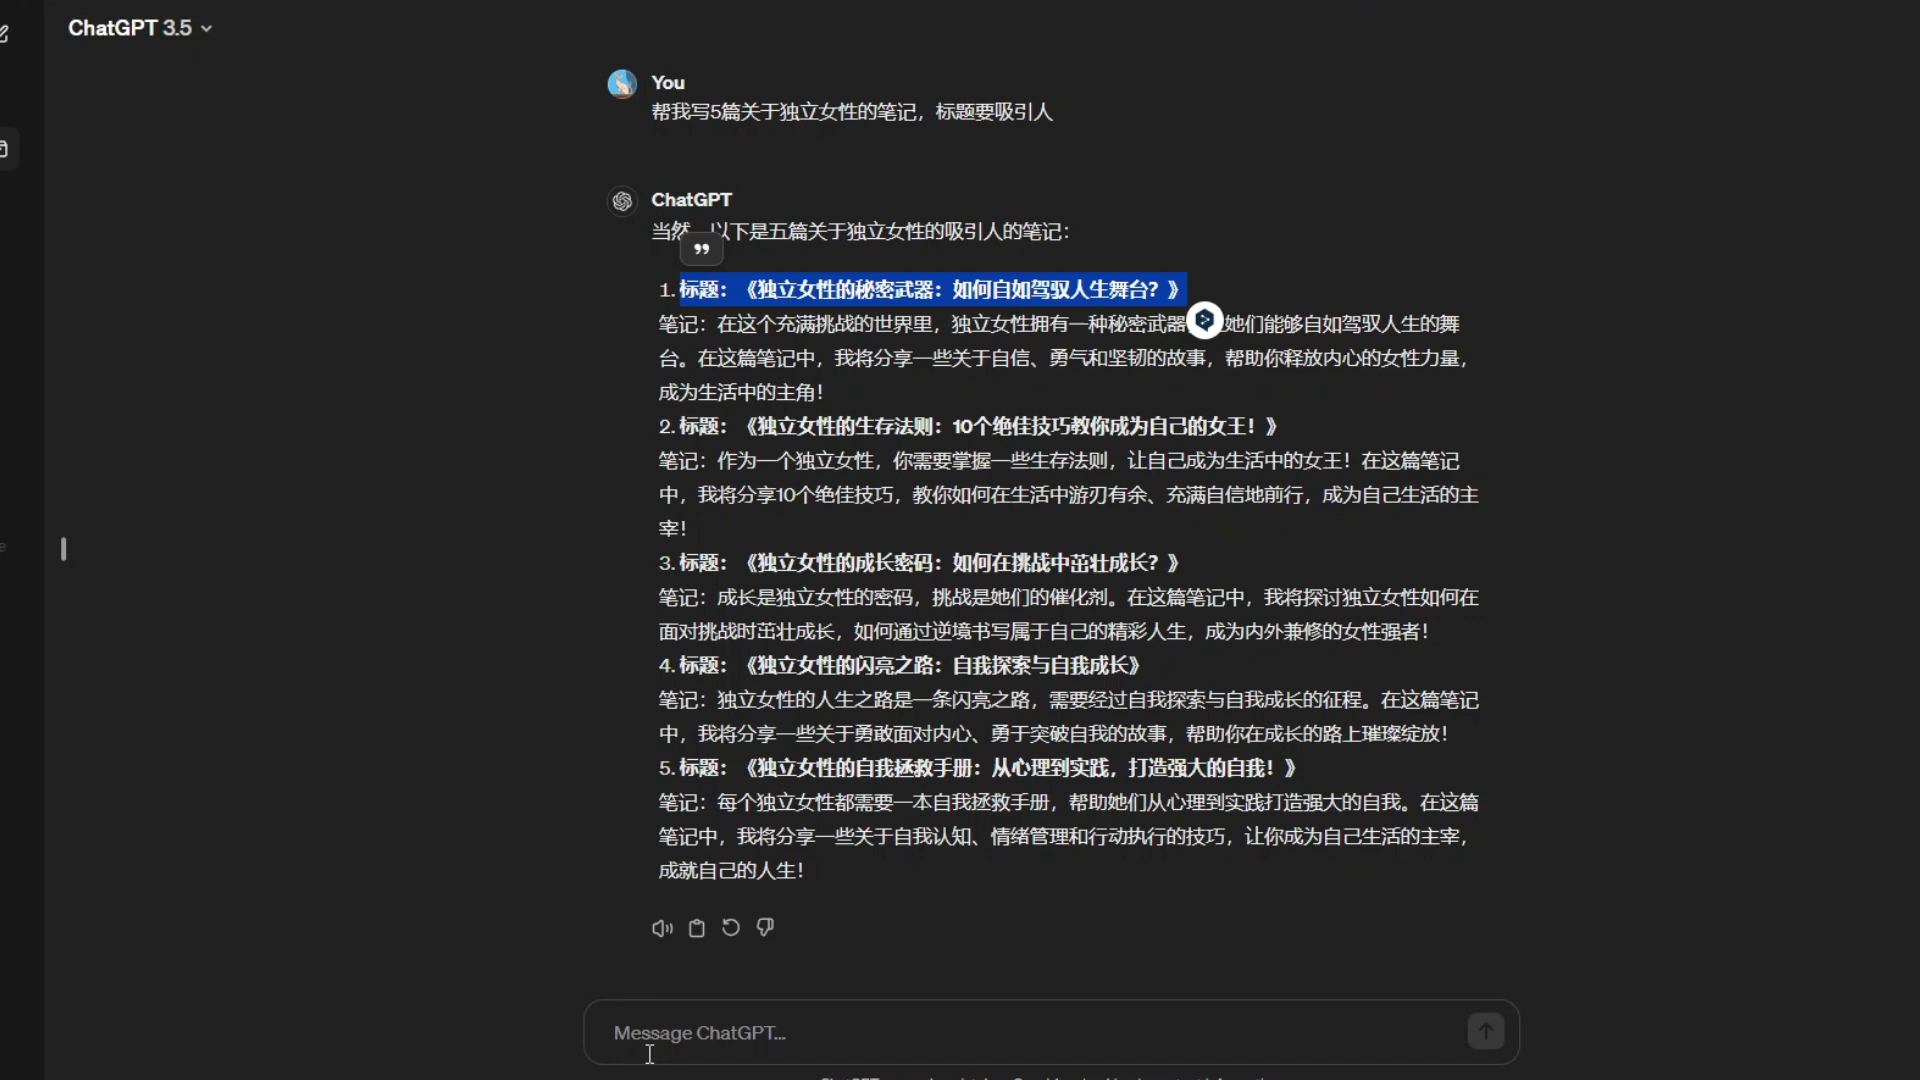 ChatGPT 3.5
You
帮我写5篇关于独立女性的笔记，标题要吸引人
ChatGPT
当然 以下是五篇关于独立女性的吸引人的笔记：
1. 标题：《独立女性的秘密武器：如何自如驾驭人生舞台？》
笔记：在这个充满挑战的世界里，独立女性拥有一种秘密武器 她们能够自如驾驭人生的舞
台。在这篇笔记中，我将分享一些关于自信、勇气和坚韧的故事，帮助你释放内心的女性力量，
成为生活中的主角！
2. 标题：《独立女性的生存法则：10个绝佳技巧教你成为自己的女王！》
笔记：作为一个独立女性，你需要掌握一些生存法则，让自己成为生活中的女王！在这篇笔记
中，我将分享10个绝佳技巧，教你如何在生活中游刃有余、充满自信地前行，成为自己生活的主
宰！
3. 标题：《独立女性的成长密码：如何在挑战中茁壮成长？》
笔记：成长是独立女性的密码，挑战是她们的催化剂。在这篇笔记中，我将探讨独立女性如何在
面对挑战时茁壮成长，如何通过逆境书写属于自己的精彩人生，成为内外兼修的女性强者！
4. 标题：《独立女性的闪亮之路：自我探索与自我成长》
笔记：独立女性的人生之路是一条闪亮之路，需要经过自我探索与自我成长的征程。在这篇笔记
中，我将分享一些关于勇敢面对内心、勇于突破自我的故事，帮助你在成长的路上璀璨绽放！
5. 标题：《独立女性的自我拯救手册：从心理到实践，打造强大的自我！》
笔记：每个独立女性都需要一本自我拯救手册，帮助她们从心理到实践打造强大的自我。在这篇
笔记中，我将分享一些关于自我认知、情绪管理和行动执行的技巧，让你成为自己生活的主宰，
成就自己的人生！
Message ChatGPT...